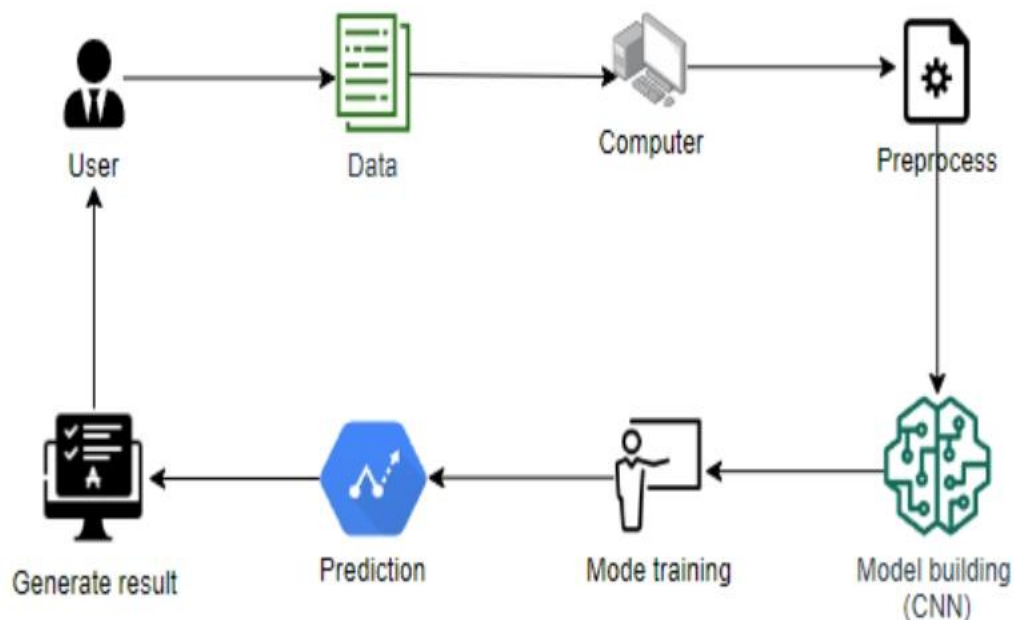 User
Data
Computer
Preprocess
Generate result
Prediction
Mode training
Model building
(CNN)